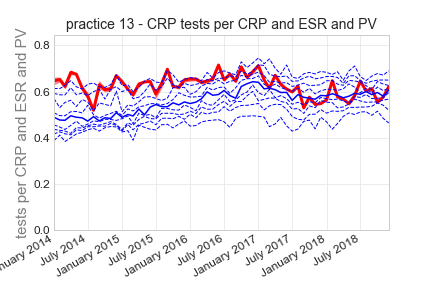 practice 13 - CRP tests per CRP and ESR and PV
tests per CRP and ESR and PV
0.8
0.6
0.4
0.2
0.0
nuary 2014
July 2014
January 2015
July 2015
January 2016
July 2016
January 2017
July 2017
January 2018
July 2018